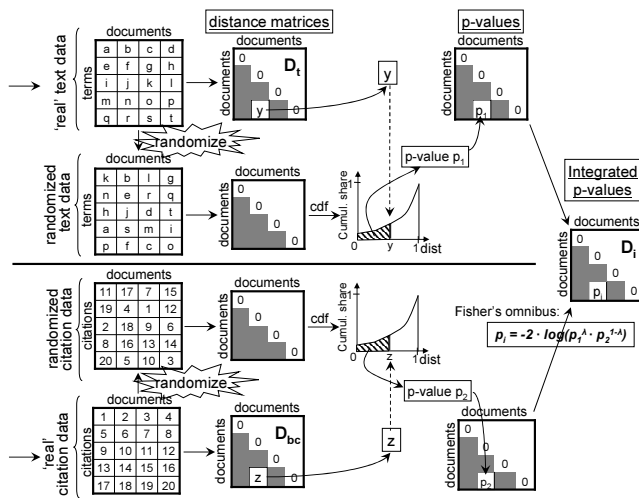 distance matrices
p-values
documents
a b c d
e f g h
i j k l
m n o p
q r s t
terms
'real' text data
documents
documents
0
0
0
0
D_t
y
y
documents
documents
0
0
0
0
p_1
randomize
randomized text data
terms
documents
k b l g
n e r q
h j d t
a s m i
p f c o
0
0
0
0
cdf
Cumul. share
1
0
y
1
dist
p-value p_1
Integrated p-values
documents
documents
0
0
0
0
D_i
p_i
randomized citation data
citations
documents
11 17 7 15
19 4 1 12
2 18 9 6
8 16 13 14
20 5 10 3
0
0
0
0
cdf
Cumul. share
1
0
z
1
dist
Fisher's omnibus:
p_i = -2 · log(p_1^λ · p_2^1-λ)
randomize
p-value p_2
'real' citation data
citations
documents
1 2 3 4
5 6 7 8
9 10 11 12
13 14 15 16
17 18 19 20
documents
documents
0
0
0
0
D_bc
z
z
documents
documents
0
0
0
0
p_2